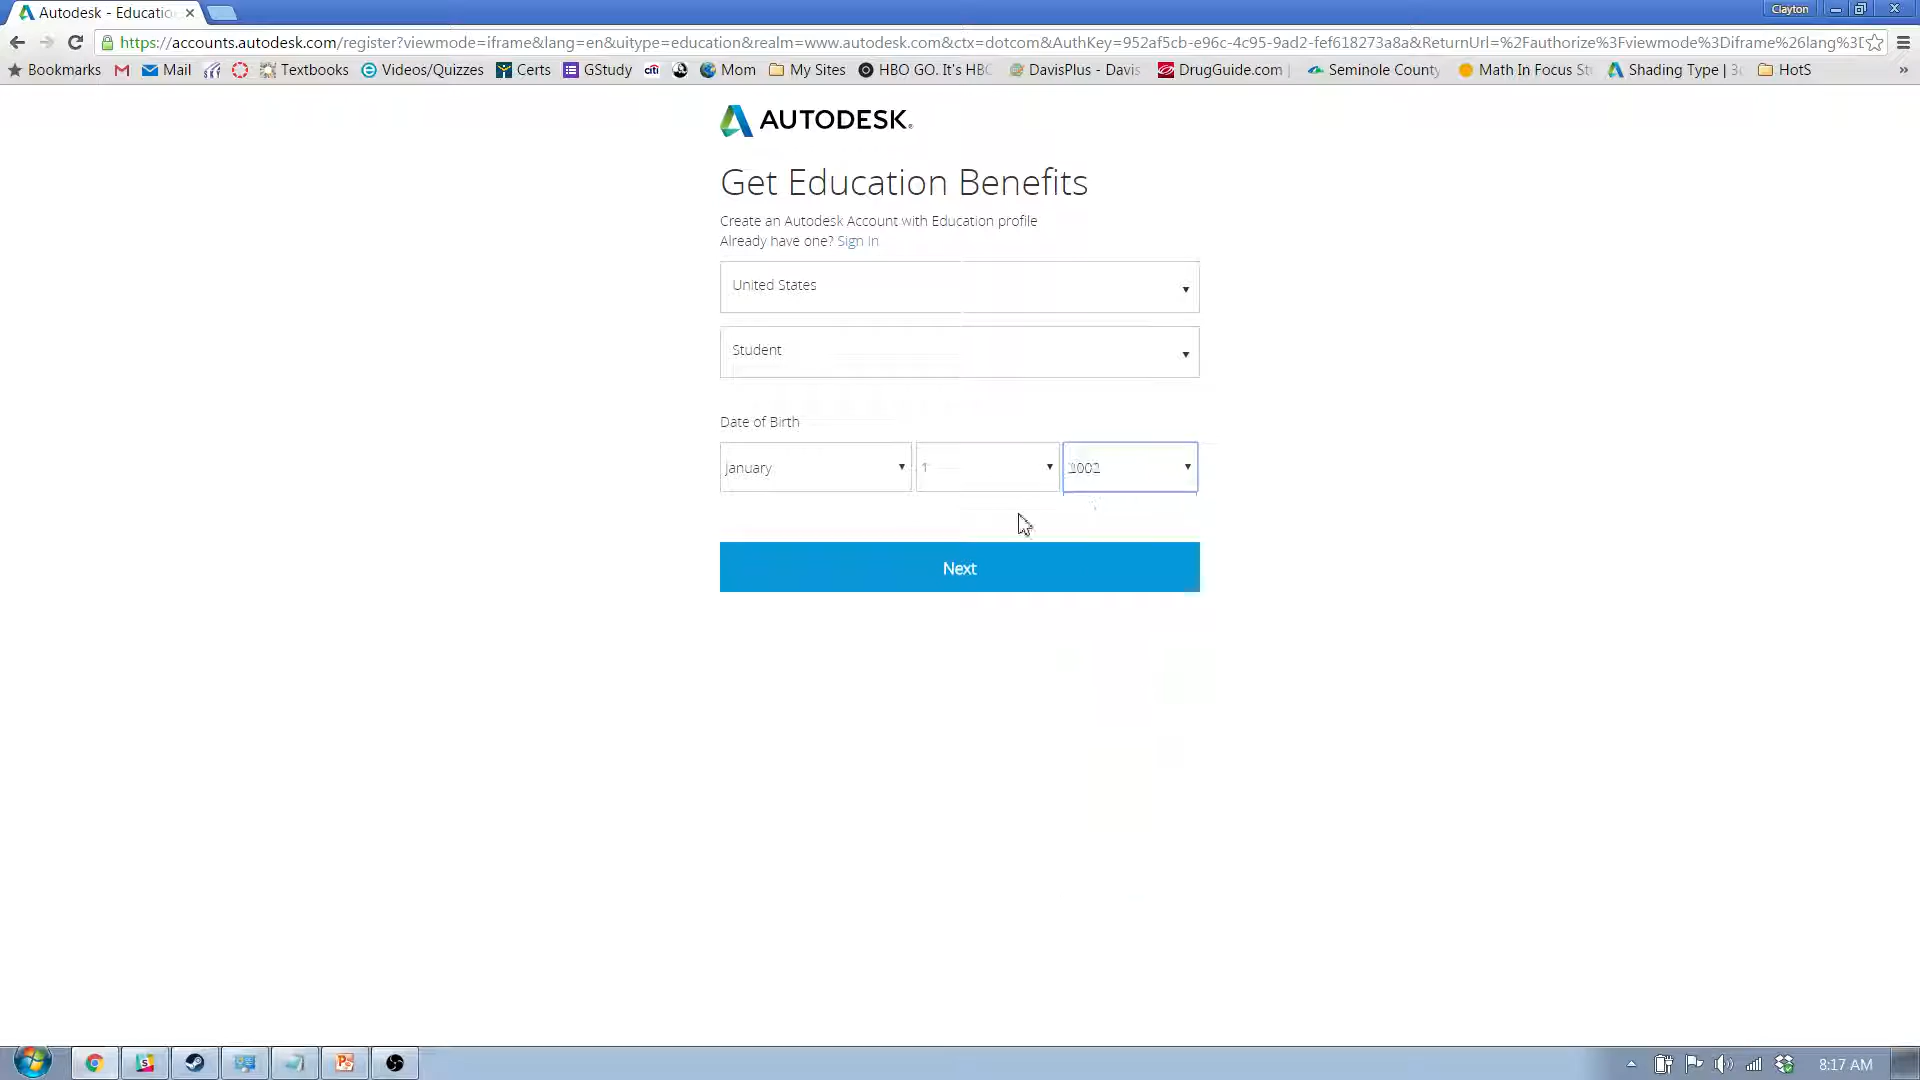 Autodesk - Educatio
Clayton
https://accounts.autodesk.com/register?viewmode=iframe&lang=en&uitype=education&realm=www.autodesk.com&ctx=dotcom&AuthKey=952af5cb-e96c-4c95-9ad2-fef618273a8a&ReturnUrl=%2Fauthorize%3Fviewmode%3Diframe%26lang%3D
Bookmarks Mail Textbooks Videos/Quizzes Certs GStudy citi Mom My Sites HBO GO. It's HBO DavisPlus - Davis DrugGuide.com | Seminole County Math In Focus St Shading Type | 3d HotS »
AUTODESK.
Get Education Benefits
Create an Autodesk Account with Education profile
Already have one? Sign In
United States
Student
Date of Birth
January 1
Next
8:17 AM